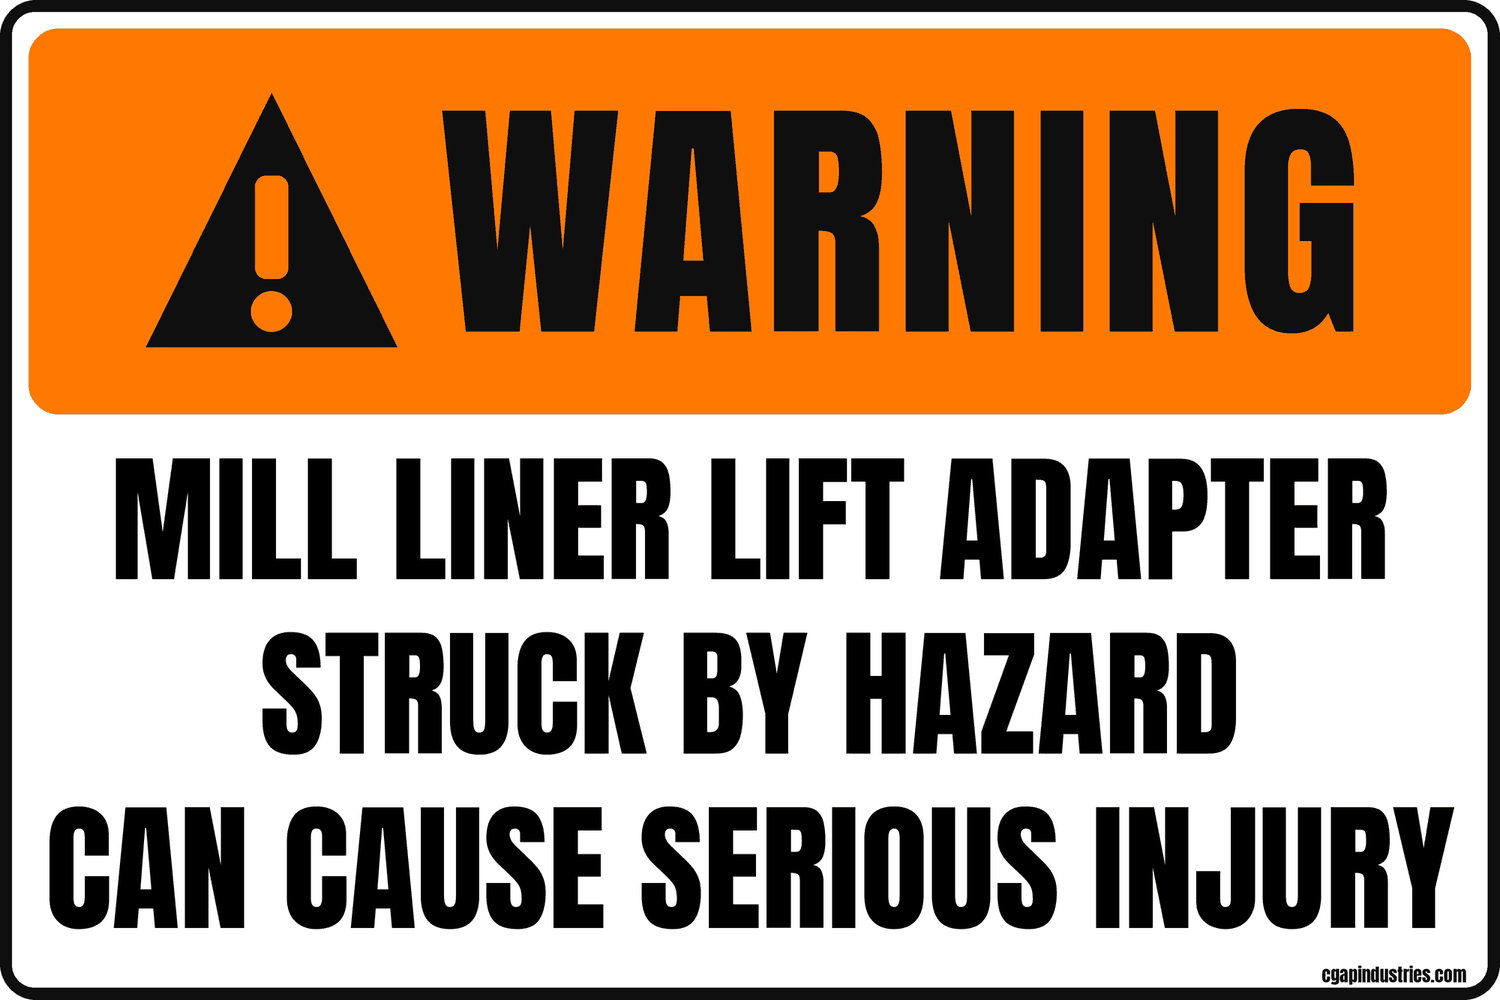 WARNING
MILL LINER LIFT ADAPTER
STRUCK BY HAZARD
CAN CAUSE SERIOUS INJURY
cgapindustries.com